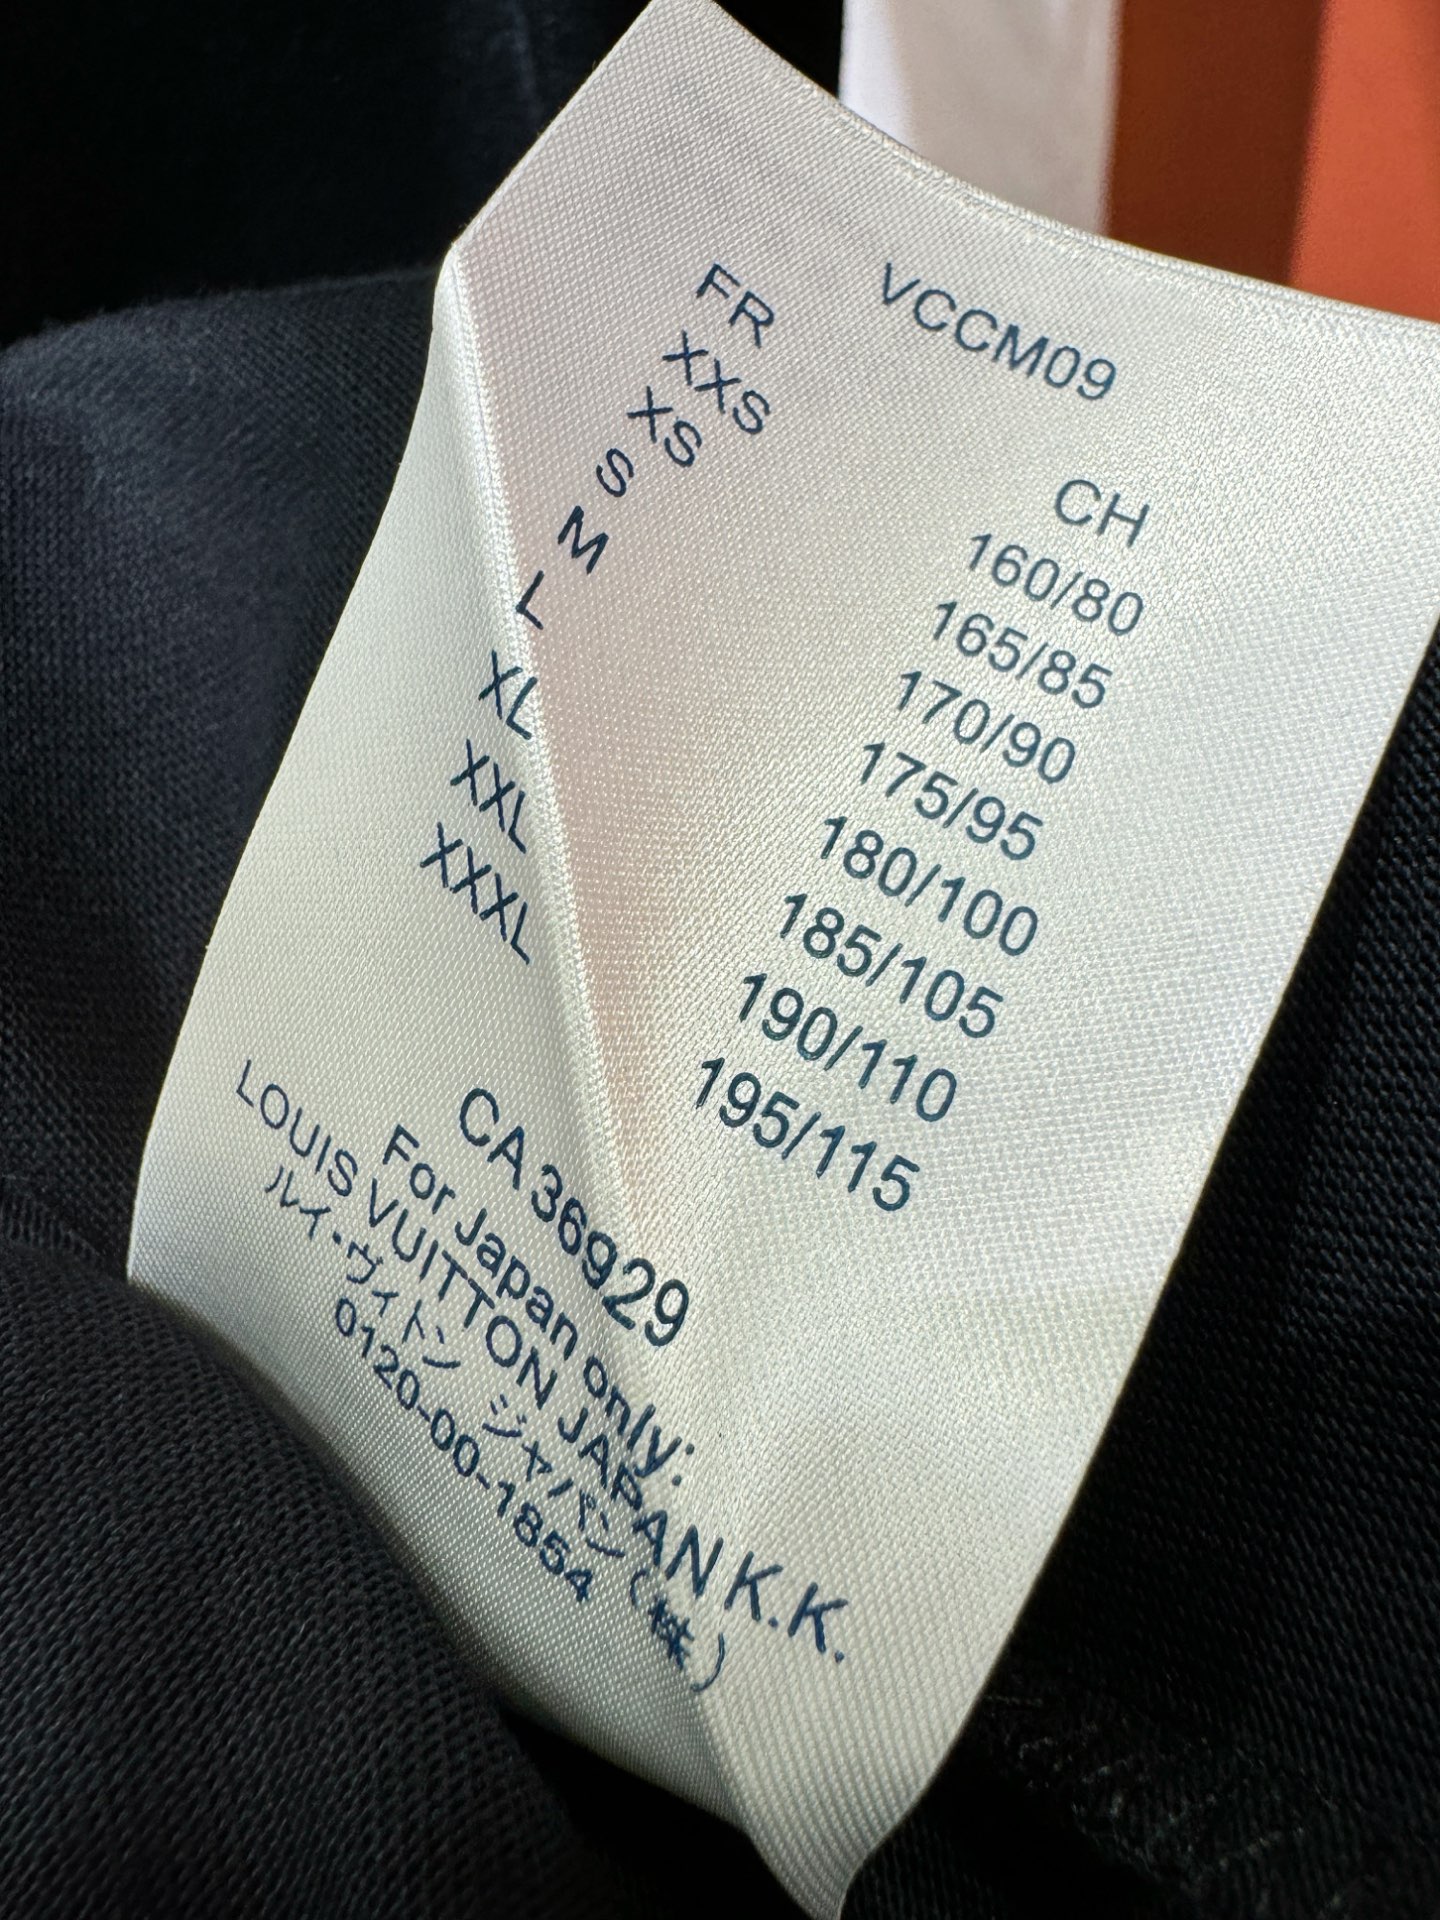 VCCM09
FR CH
XXS 160/80
XS 165/85
S 170/90
M 175/95
L 180/100
XL 185/105
XXL 190/110
XXXL 195/115
CA 36929
For Japan only:
LOUIS VUITTON JAPAN K.K.
ルイ・ヴィトン ジャパン（株）
0120-00-1854